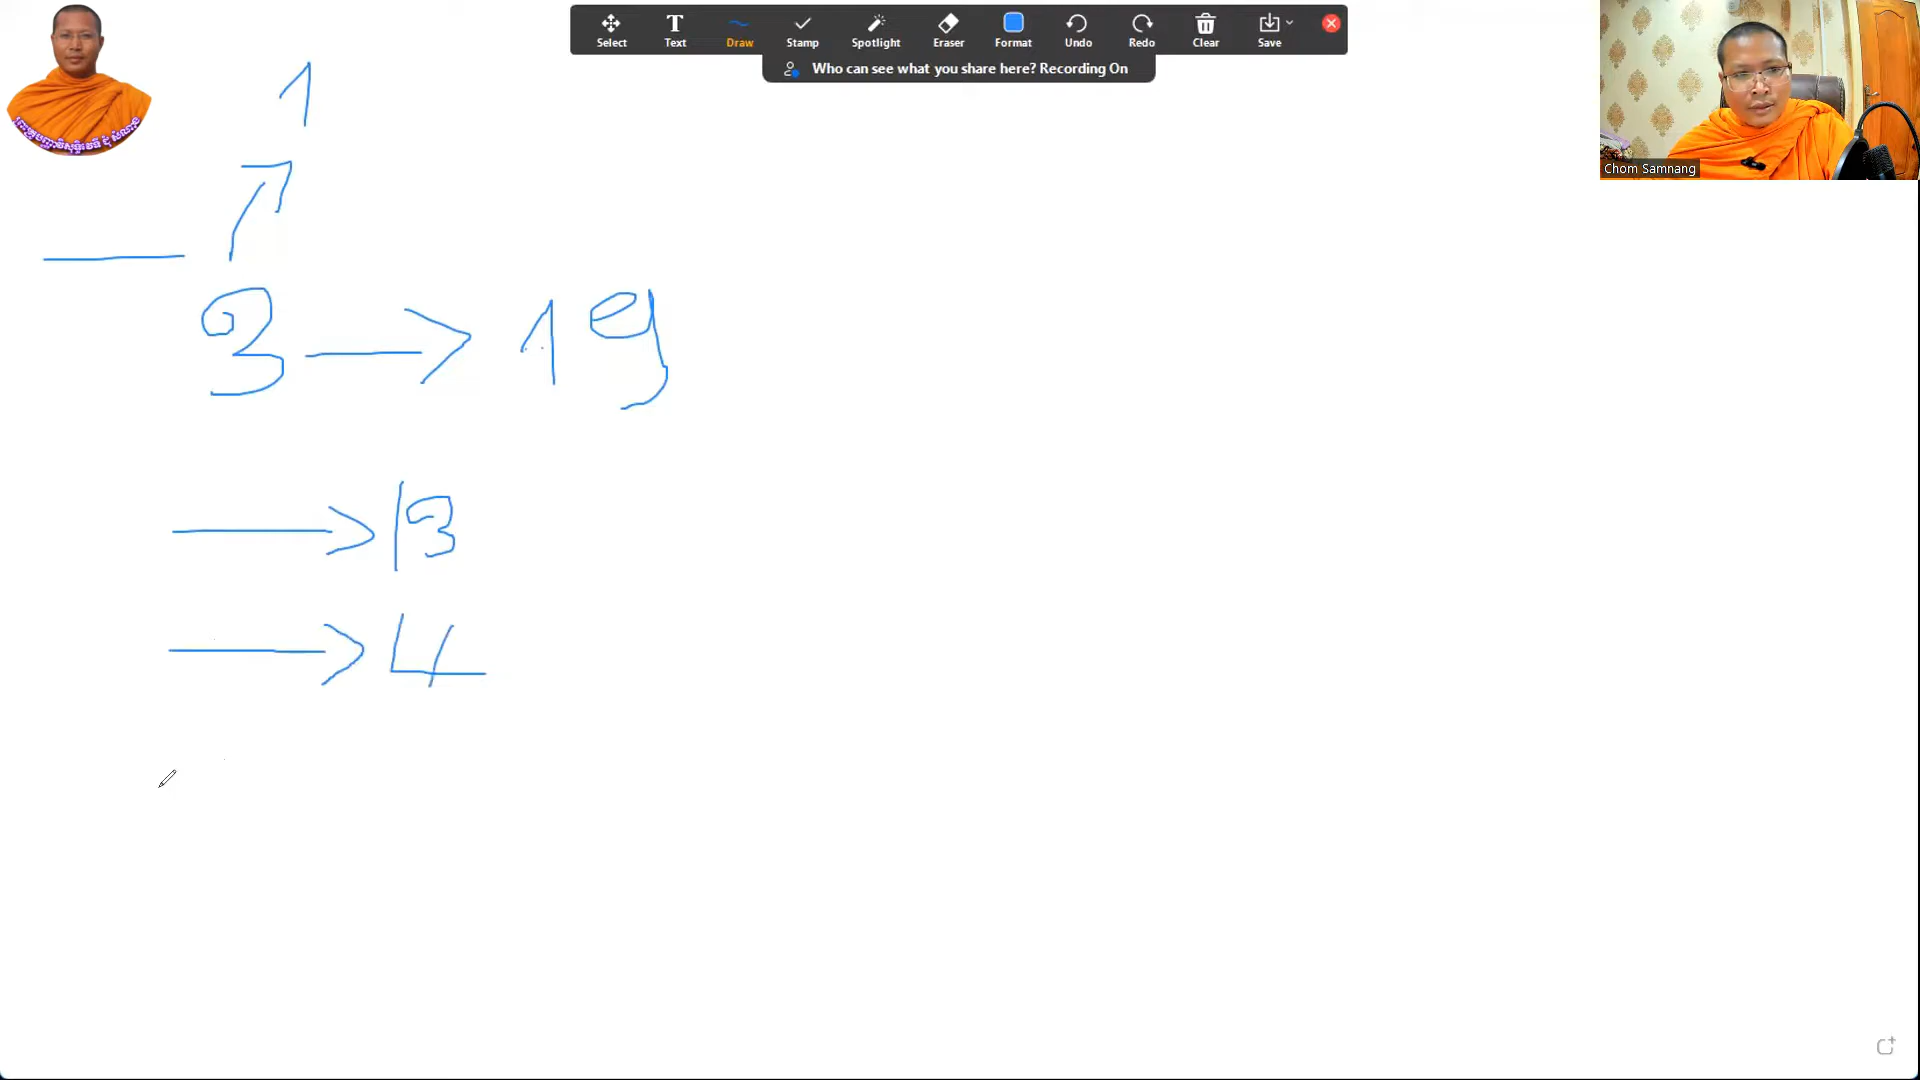 Select Text Draw Stamp Spotlight Eraser Format Undo Redo Clear Save
Who can see what you share here? Recording On
Chom Samnang
1
3 → 19
→ 13
→ 4